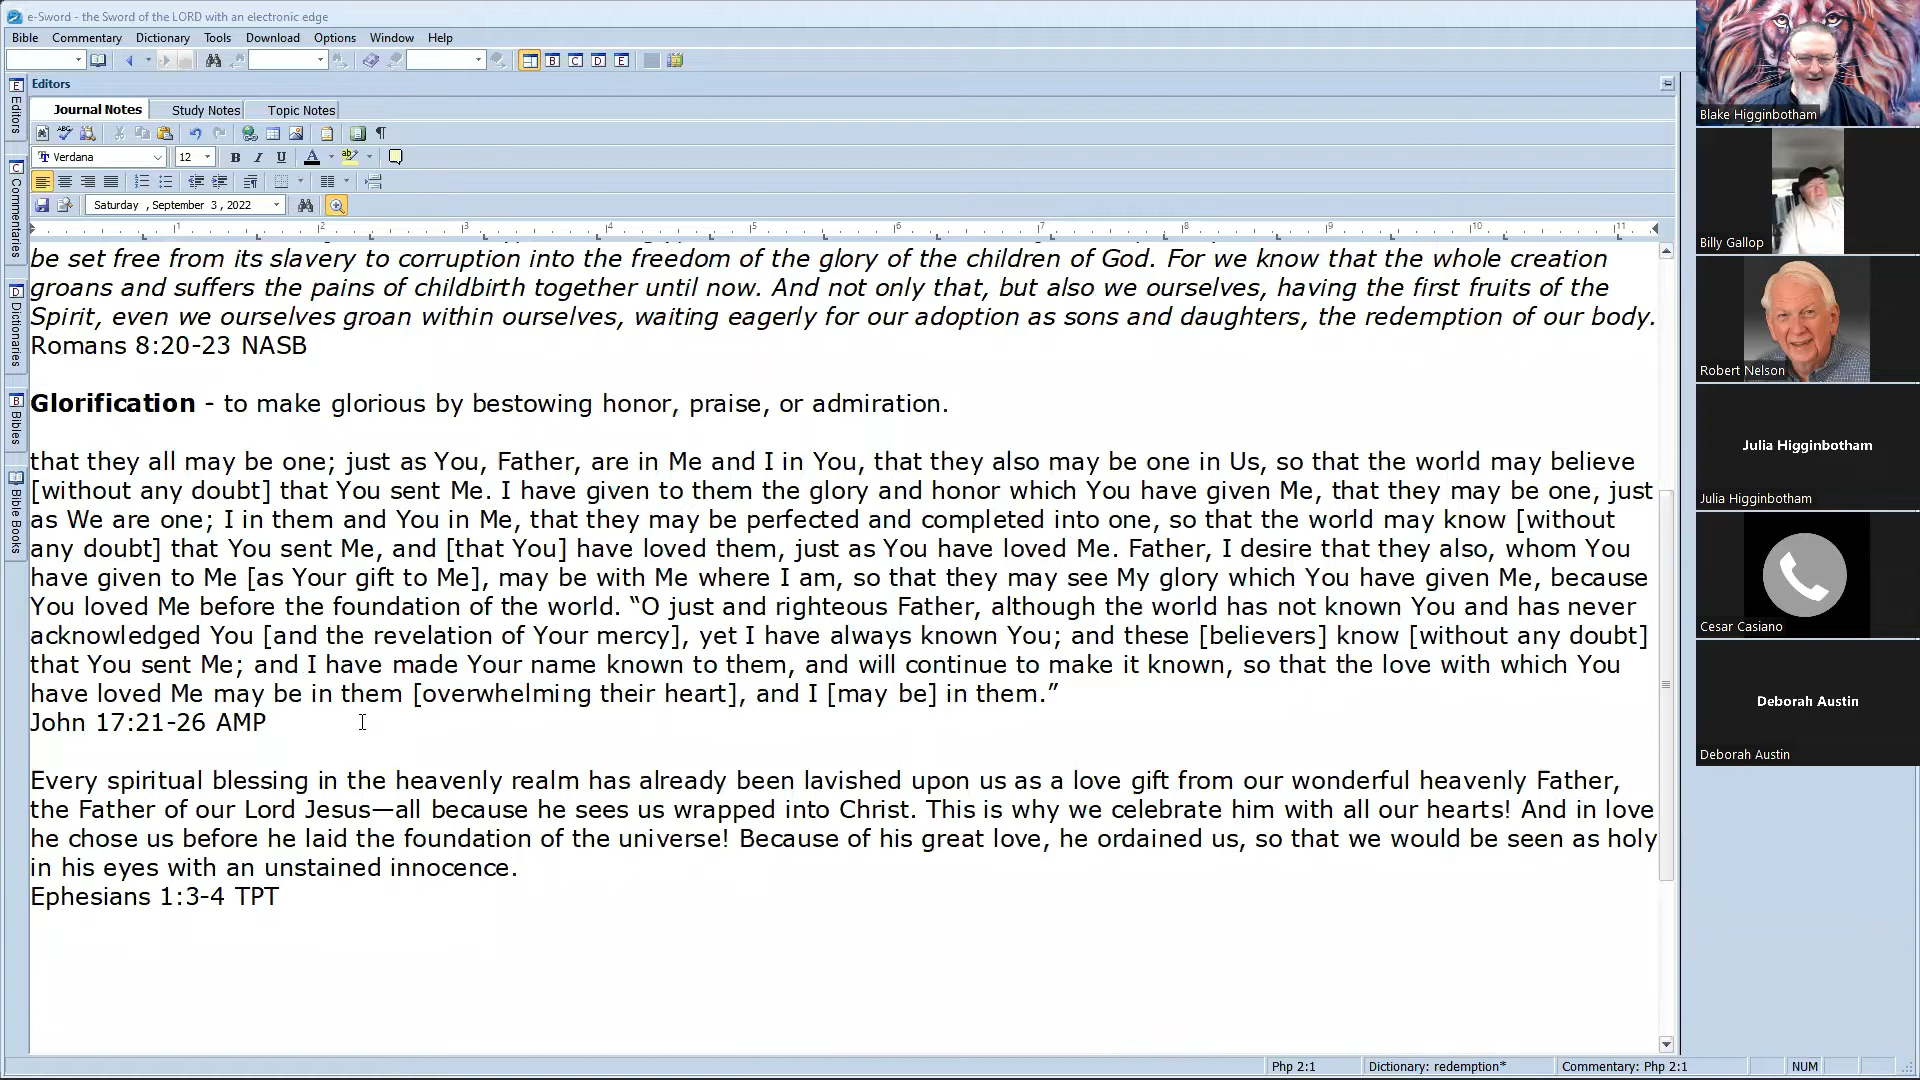 e-Sword - the Sword of the LORD with an electronic edge
Bible Commentary Dictionary Tools Download Options Window Help
B C D E
Editors
Journal Notes Study Notes Topic Notes
Verdana 12 B I U A ab
Saturday , September 3 , 2022
1 2 3 4 5 6 7 8 9 10 11
E Editors
C Commentaries
D Dictionaries
B Bibles
Bible Books
be set free from its slavery to corruption into the freedom of the glory of the children of God. For we know that the whole creation
groans and suffers the pains of childbirth together until now. And not only that, but also we ourselves, having the first fruits of the
Spirit, even we ourselves groan within ourselves, waiting eagerly for our adoption as sons and daughters, the redemption of our body.
Romans 8:20-23 NASB
Glorification - to make glorious by bestowing honor, praise, or admiration.
that they all may be one; just as You, Father, are in Me and I in You, that they also may be one in Us, so that the world may believe
[without any doubt] that You sent Me. I have given to them the glory and honor which You have given Me, that they may be one, just
as We are one; I in them and You in Me, that they may be perfected and completed into one, so that the world may know [without
any doubt] that You sent Me, and [that You] have loved them, just as You have loved Me. Father, I desire that they also, whom You
have given to Me [as Your gift to Me], may be with Me where I am, so that they may see My glory which You have given Me, because
You loved Me before the foundation of the world. “O just and righteous Father, although the world has not known You and has never
acknowledged You [and the revelation of Your mercy], yet I have always known You; and these [believers] know [without any doubt]
that You sent Me; and I have made Your name known to them, and will continue to make it known, so that the love with which You
have loved Me may be in them [overwhelming their heart], and I [may be] in them.”
John 17:21-26 AMP
Every spiritual blessing in the heavenly realm has already been lavished upon us as a love gift from our wonderful heavenly Father,
the Father of our Lord Jesus—all because he sees us wrapped into Christ. This is why we celebrate him with all our hearts! And in love
he chose us before he laid the foundation of the universe! Because of his great love, he ordained us, so that we would be seen as holy
in his eyes with an unstained innocence.
Ephesians 1:3-4 TPT
Php 2:1 Dictionary: redemption* Commentary: Php 2:1 NUM
Blake Higginbotham
Billy Gallop
Robert Nelson
Julia Higginbotham
Julia Higginbotham
Cesar Casiano
Deborah Austin
Deborah Austin